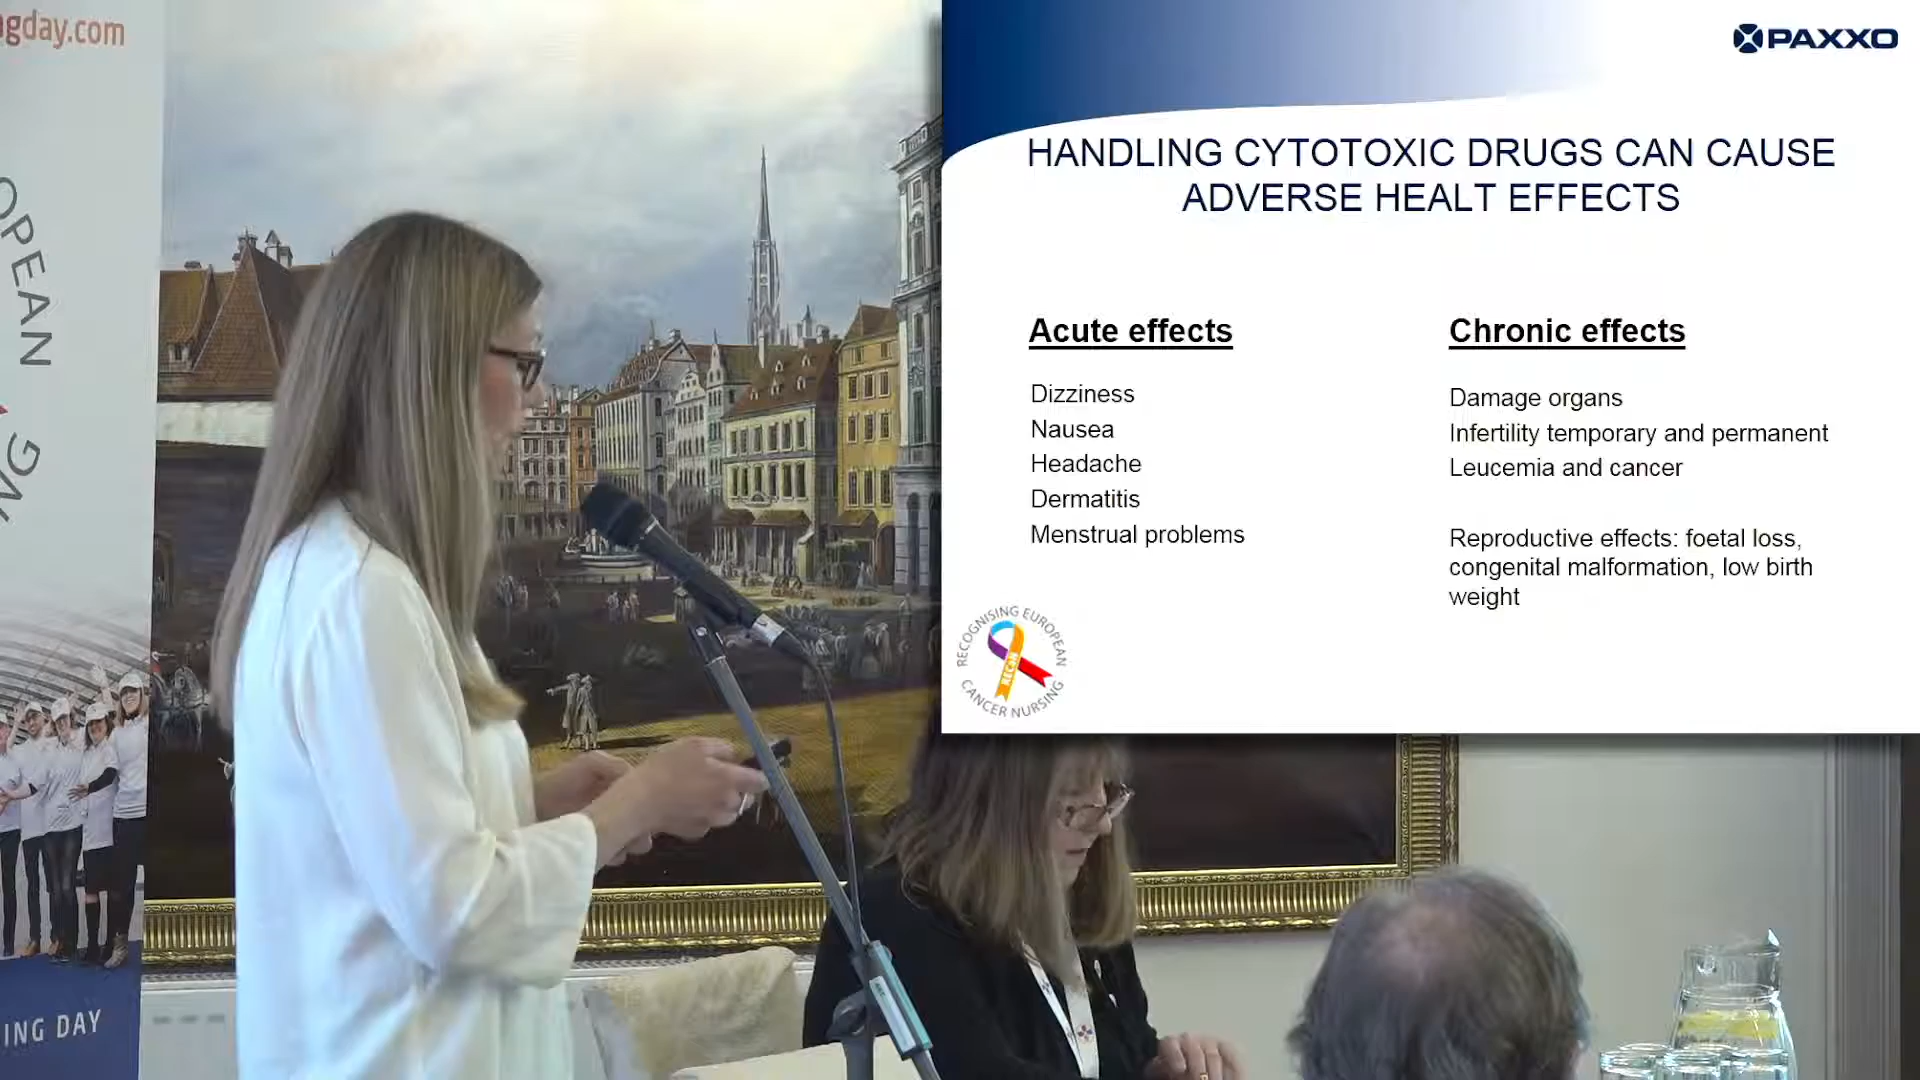 gday.com
OPEAN
NG
ING DAY
PAXXO
HANDLING CYTOTOXIC DRUGS CAN CAUSE
ADVERSE HEALT EFFECTS
Acute effects
Dizziness
Nausea
Headache
Dermatitis
Menstrual problems
Chronic effects
Damage organs
Infertility temporary and permanent
Leucemia and cancer
Reproductive effects: foetal loss,
congenital malformation, low birth
weight
RECOGNISING EUROPEAN
CANCER NURSING
RECAN